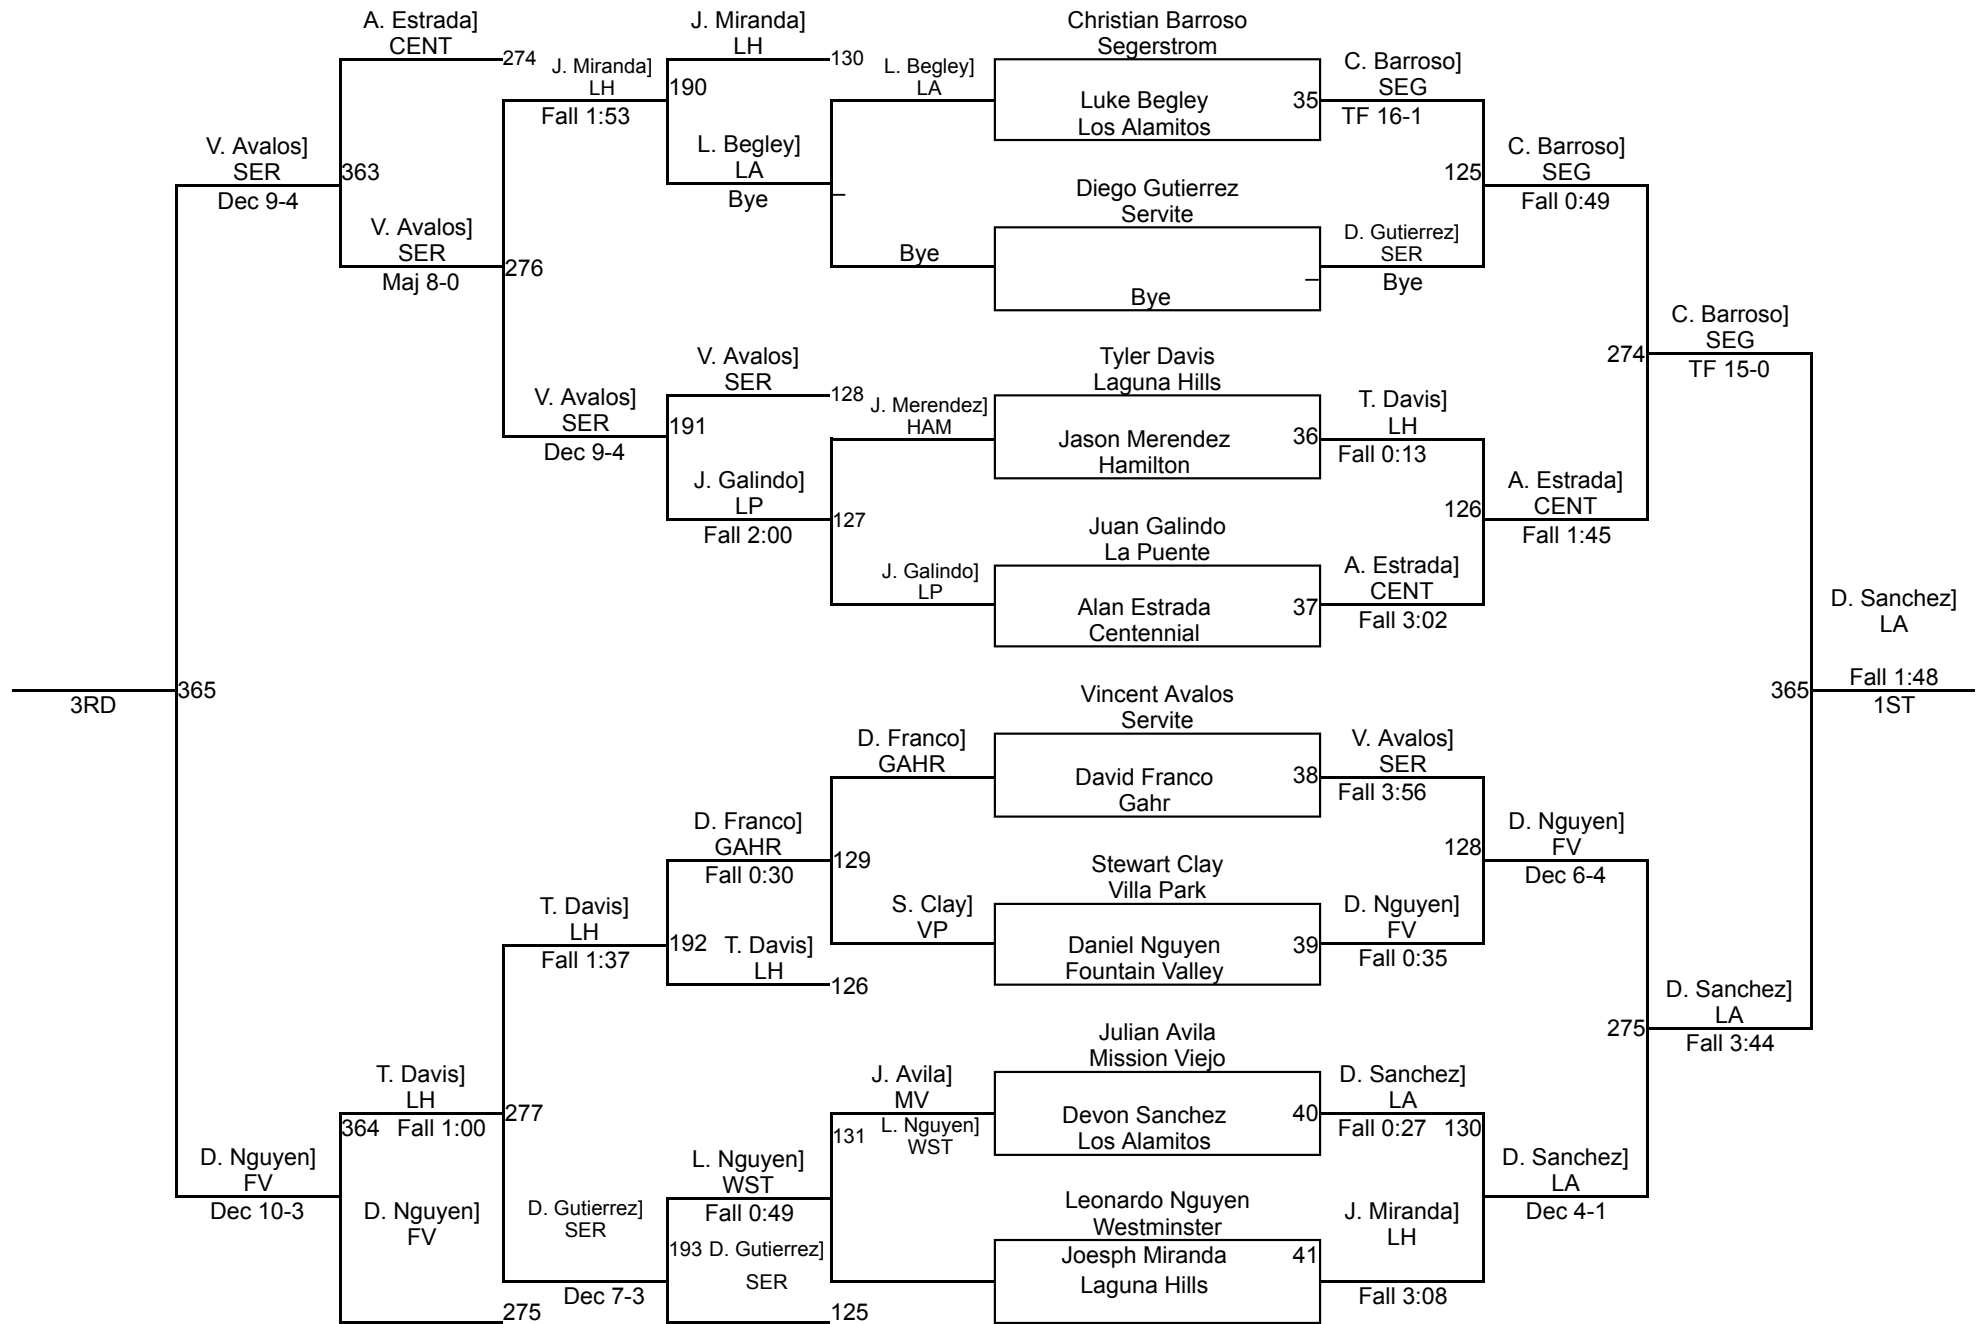 A. Estrada]
CENT
274
J. Miranda]
LH
130
J. Miranda]
LH
190
Fall 1:53
L. Begley]
LA
Bye
L. Begley]
LA
–
Bye
Christian Barroso
Segerstrom
Luke Begley
Los Alamitos
35
C. Barroso]
SEG
TF 16-1
Diego Gutierrez
Servite
Bye
–
D. Gutierrez]
SER
Bye
125
C. Barroso]
SEG
Fall 0:49
V. Avalos]
SER
363
Dec 9-4
V. Avalos]
SER
276
Maj 8-0
V. Avalos]
SER
128
V. Avalos]
SER
191
Dec 9-4
J. Galindo]
LP
127
Fall 2:00
J. Merendez]
HAM
J. Galindo]
LP
Tyler Davis
Laguna Hills
Jason Merendez
Hamilton
36
T. Davis]
LH
Fall 0:13
Juan Galindo
La Puente
Alan Estrada
Centennial
37
A. Estrada]
CENT
Fall 3:02
126
A. Estrada]
CENT
Fall 1:45
274
C. Barroso]
SEG
TF 15-0
3RD
365
365
D. Sanchez]
LA
Fall 1:48
1ST
Vincent Avalos
Servite
David Franco
Gahr
38
V. Avalos]
SER
Fall 3:56
D. Franco]
GAHR
D. Franco]
GAHR
129
Fall 0:30
S. Clay]
VP
Stewart Clay
Villa Park
Daniel Nguyen
Fountain Valley
39
D. Nguyen]
FV
Fall 0:35
128
D. Nguyen]
FV
Dec 6-4
T. Davis]
LH
192
Fall 1:37
T. Davis]
LH
126
Julian Avila
Mission Viejo
Devon Sanchez
Los Alamitos
40
D. Sanchez]
LA
Fall 0:27
130
275
D. Sanchez]
LA
Fall 3:44
T. Davis]
LH
277
364
Fall 1:00
J. Avila]
MV
131
L. Nguyen]
WST
L. Nguyen]
WST
Fall 0:49
D. Nguyen]
FV
Dec 10-3
D. Nguyen]
FV
275
D. Gutierrez]
SER
Dec 7-3
193 D. Gutierrez]
SER
125
Leonardo Nguyen
Westminster
Joesph Miranda
Laguna Hills
41
J. Miranda]
LH
Fall 3:08
D. Sanchez]
LA
Dec 4-1